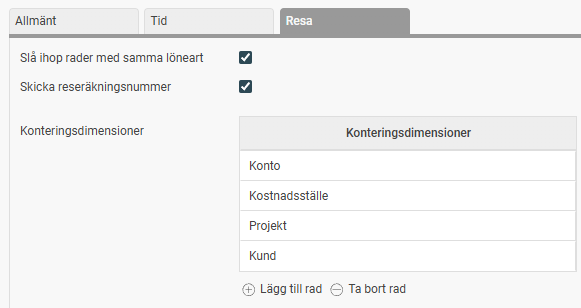 Allmänt Tid Resa
Slå ihop rader med samma löneart
Skicka reseräkningsnummer
Konteringsdimensioner
Konteringsdimensioner
Konto
Kostnadsställe
Projekt
Kund
Lägg till rad Ta bort rad